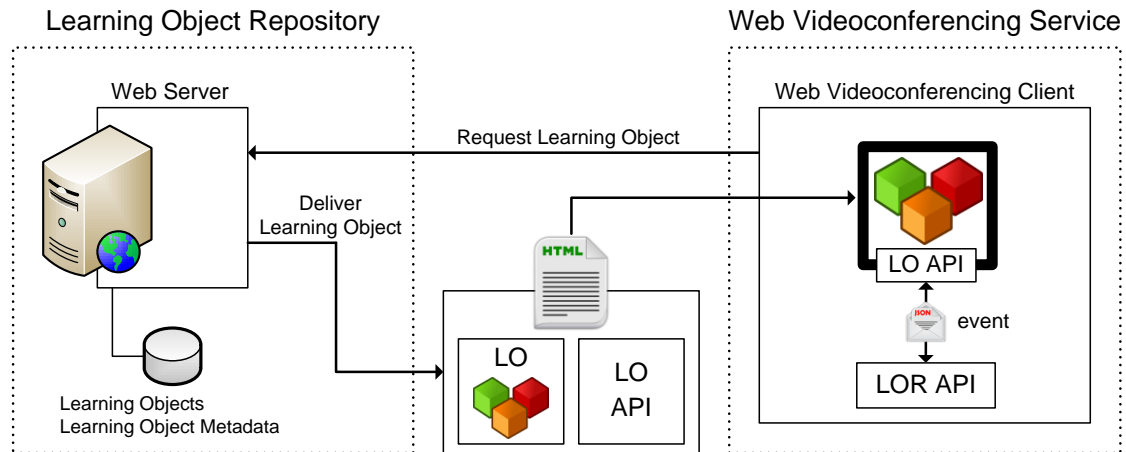 Learning Object Repository
Web Videoconferencing Service
Web Server
Web Videoconferencing Client
Request Learning Object
Deliver
Learning Object
HTML
LO API
JSON
event
LO
LO
API
LOR API
Learning Objects
Learning Object Metadata